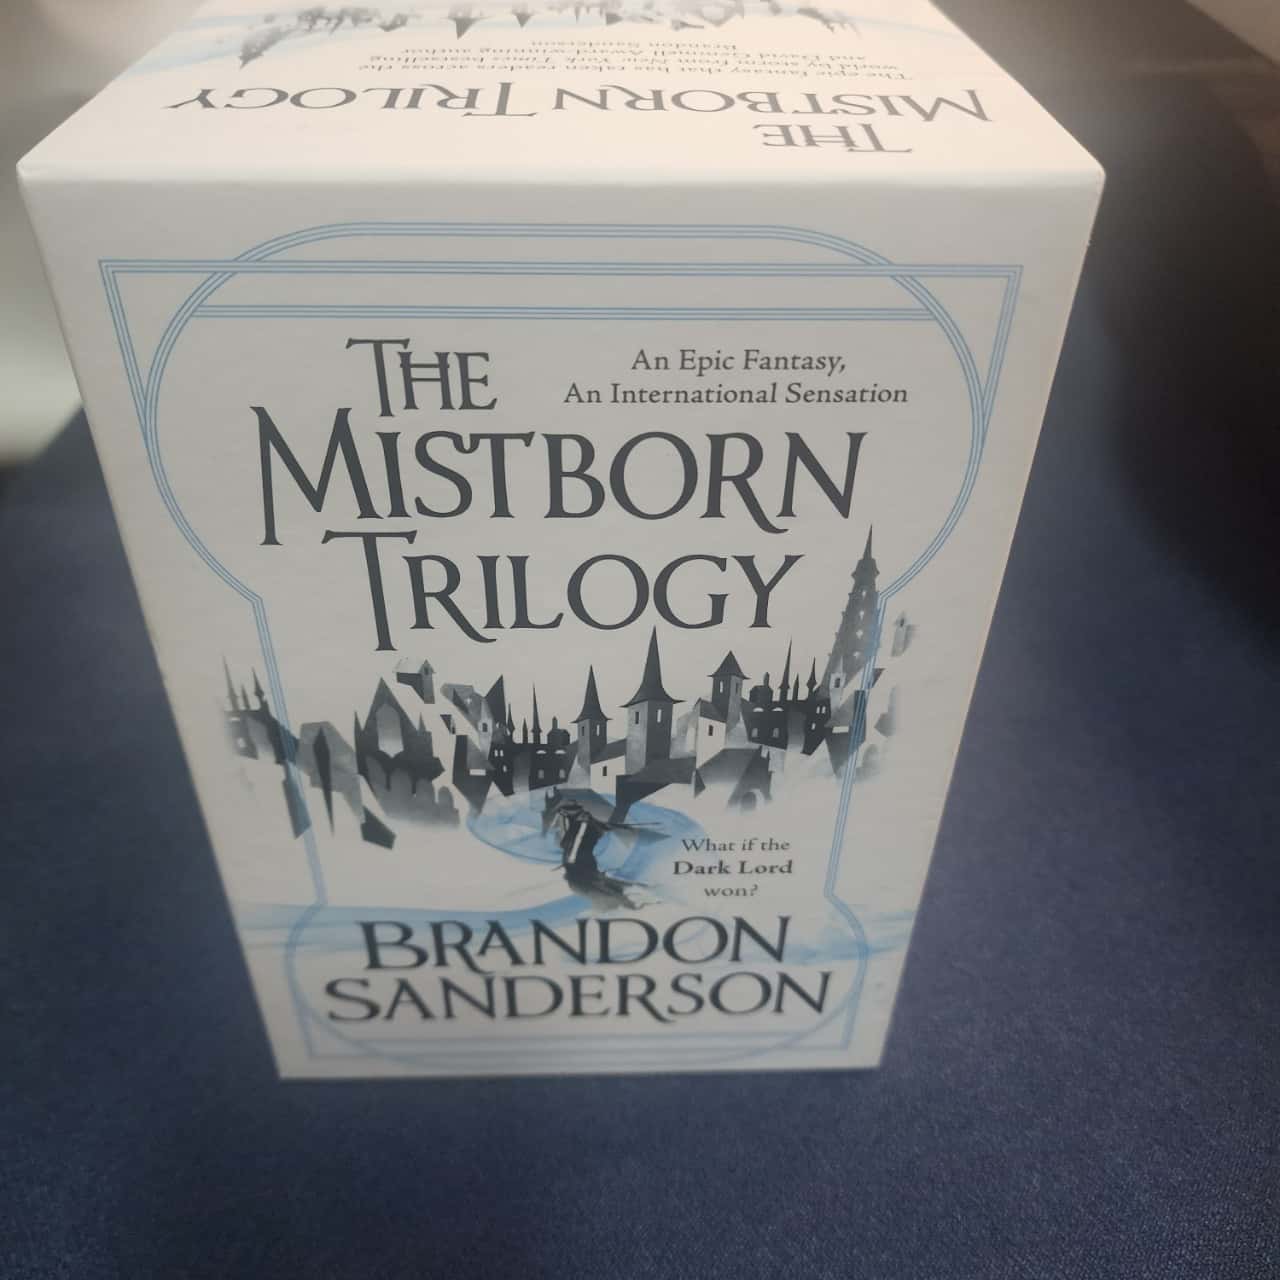 THE
MISTBORN TRILOGY
The epic fantasy that has taken readers across the
world by storm from New York Times bestselling
and David Gemmell Award-winning author
Brandon Sanderson
THE
MISTBORN
TRILOGY
An Epic Fantasy,
An International Sensation
What if the
Dark Lord
won?
BRANDON
SANDERSON